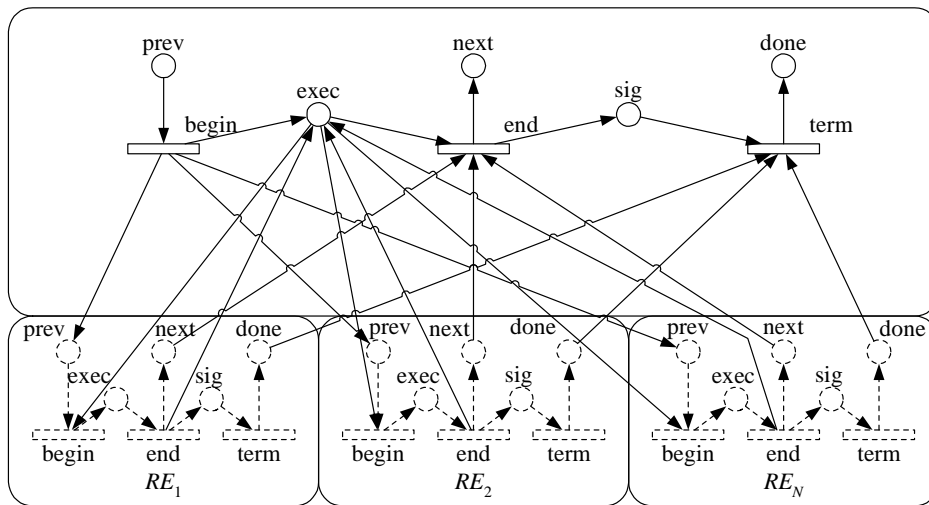 prev
next
done
exec
sig
begin
end
term
prev
next
done
prev
next
done
prev
next
done
exec
sig
exec
sig
exec
sig
begin
end
term
begin
end
term
begin
end
term
RE1
RE2
REN